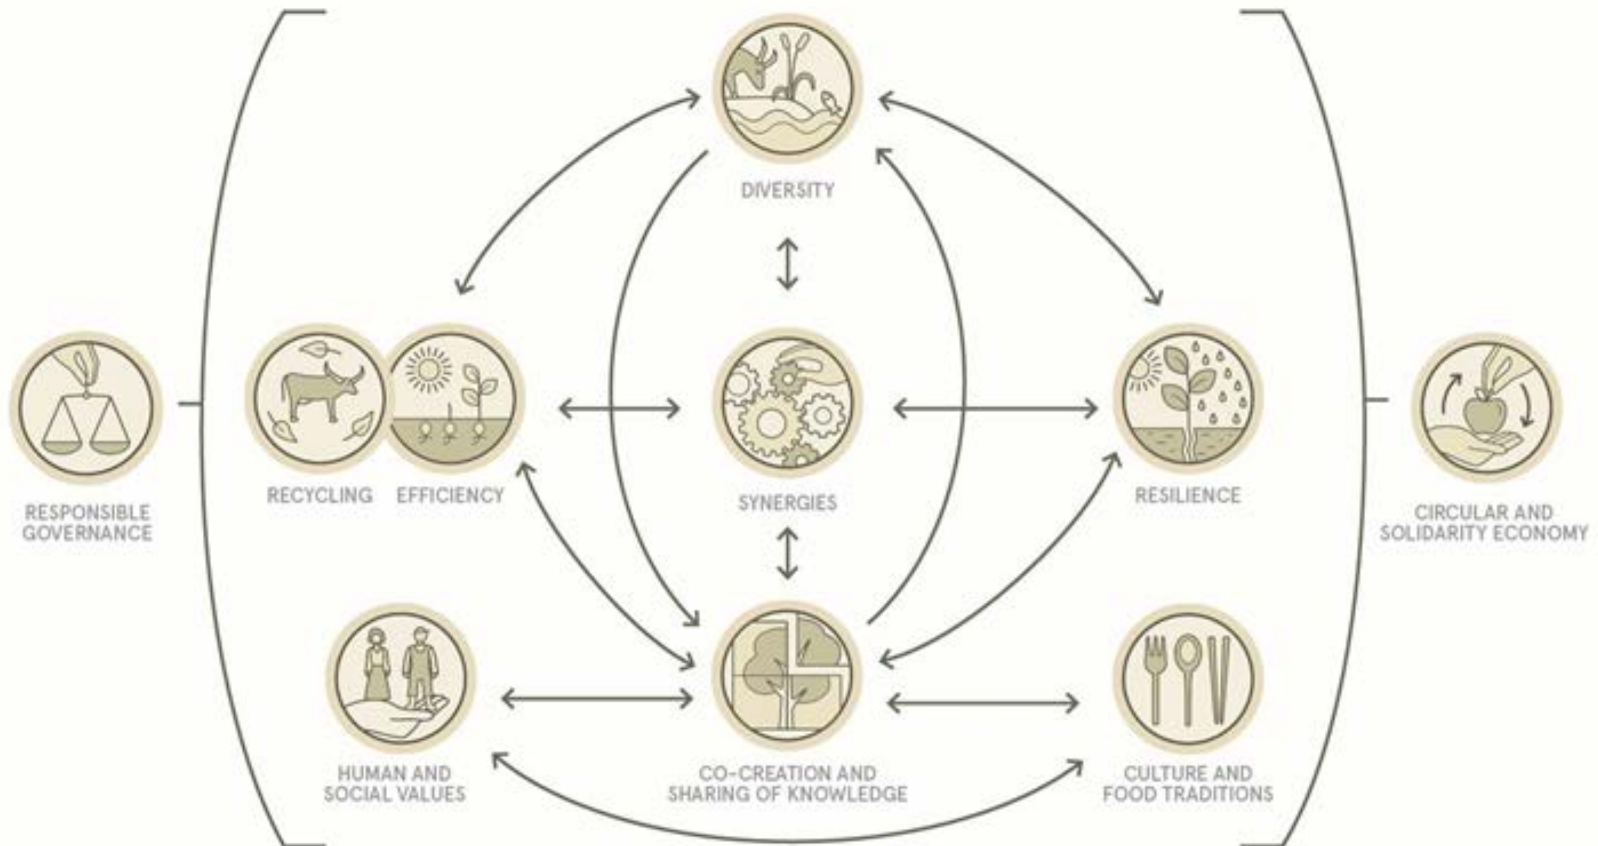 DIVERSITY
RECYCLING
EFFICIENCY
SYNERGIES
RESILIENCE
RESPONSIBLE
GOVERNANCE
CIRCULAR AND
SOLIDARITY ECONOMY
HUMAN AND
SOCIAL VALUES
CO-CREATION AND
SHARING OF KNOWLEDGE
CULTURE AND
FOOD TRADITIONS